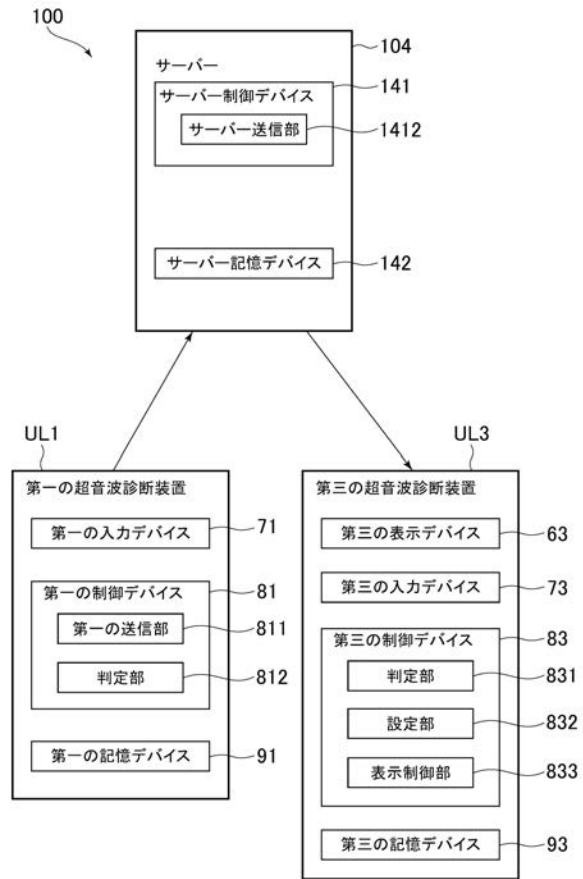 100
104
サーバー
141
サーバー制御デバイス
サーバー送信部
1412
サーバー記憶デバイス
142
UL1
第一の超音波診断装置
第一の入力デバイス
71
第一の制御デバイス
81
第一の送信部
811
判定部
812
第一の記憶デバイス
91
UL3
第三の超音波診断装置
第三の表示デバイス
63
第三の入力デバイス
73
第三の制御デバイス
83
判定部
831
設定部
832
表示制御部
833
第三の記憶デバイス
93